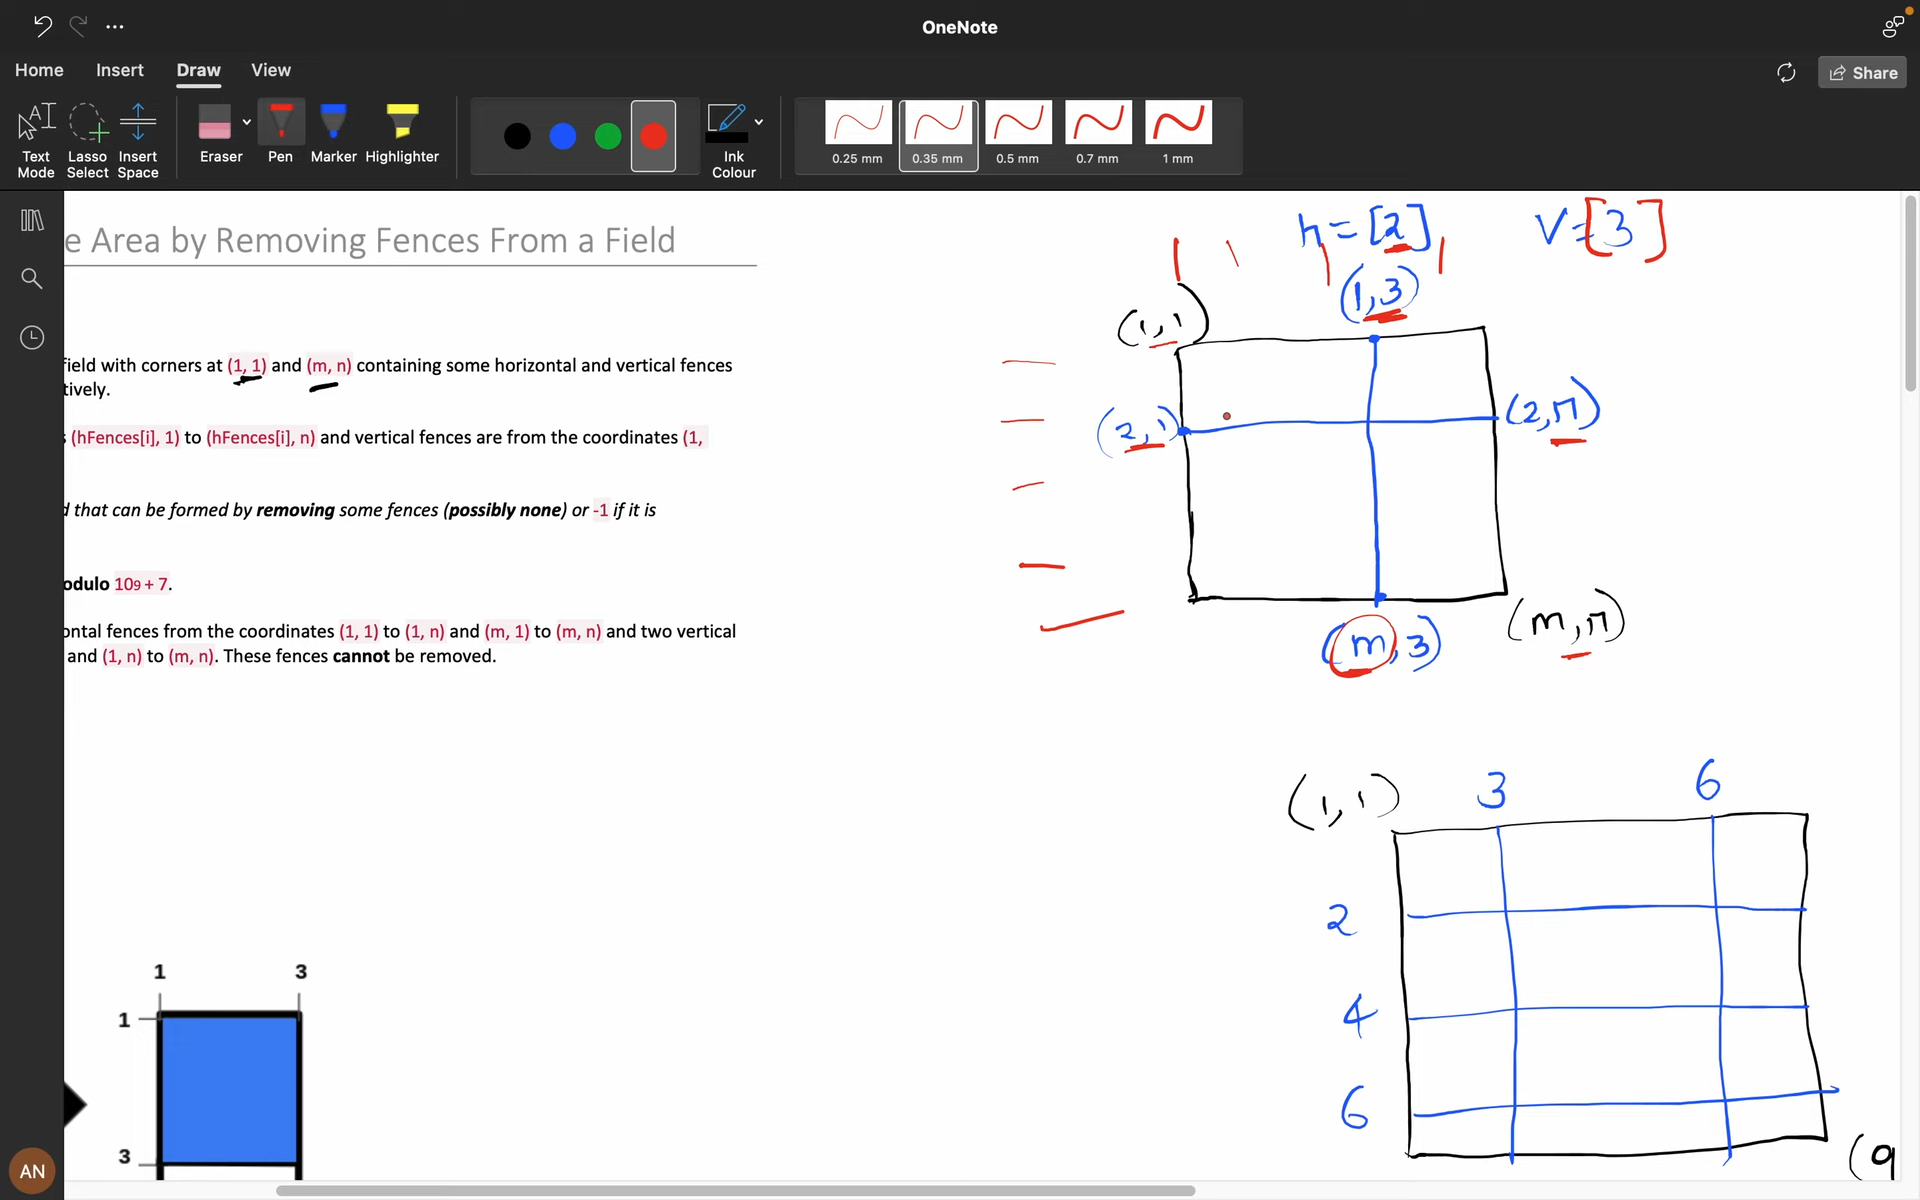 OneNote
Home Insert Draw View
Share
Text Mode
Lasso Select
Insert Space
Eraser
Pen
Marker
Highlighter
Ink Colour
0.25 mm
0.35 mm
0.5 mm
0.7 mm
1 mm
e Area by Removing Fences From a Field
field with corners at (1, 1) and (m, n) containing some horizontal and vertical fences
tively.
s (hFences[i], 1) to (hFences[i], n) and vertical fences are from the coordinates (1,
d that can be formed by removing some fences (possibly none) or -1 if it is
odulo 109 + 7.
ontal fences from the coordinates (1, 1) to (1, n) and (m, 1) to (m, n) and two vertical
and (1, n) to (m, n). These fences cannot be removed.
1 3
1
3
AN
h = [2] V = [3]
(1,3)
(1,1)
(2,1) (2,n)
(m,3) (m,n)
(1,1) 3 6
2
4
6
(9